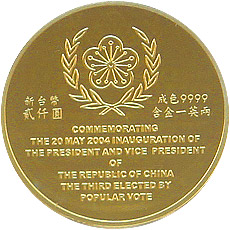 新台幣 成色9999
貳仟圓 含金一英兩
COMMEMORATING
THE 20 MAY 2004 INAUGURATION OF
THE PRESIDENT AND VICE PRESIDENT
OF
THE REPUBLIC OF CHINA
THE THIRD ELECTED BY
POPULAR VOTE